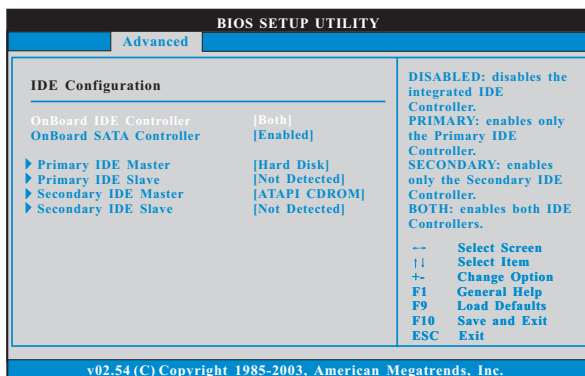 BIOS SETUP UTILITY
Advanced
IDE Configuration
OnBoard IDE Controller [Both]
OnBoard SATA Controller [Enabled]
Primary IDE Master [Hard Disk]
Primary IDE Slave [Not Detected]
Secondary IDE Master [ATAPI CDROM]
Secondary IDE Slave [Not Detected]
DISABLED: disables the
integrated IDE
Controller.
PRIMARY: enables only
the Primary IDE
Controller.
SECONDARY: enables
only the Secondary IDE
Controller.
BOTH: enables both IDE
Controllers.
←→ Select Screen
↑↓ Select Item
+- Change Option
F1 General Help
F9 Load Defaults
F10 Save and Exit
ESC Exit
v02.54 (C) Copyright 1985-2003, American Megatrends, Inc.